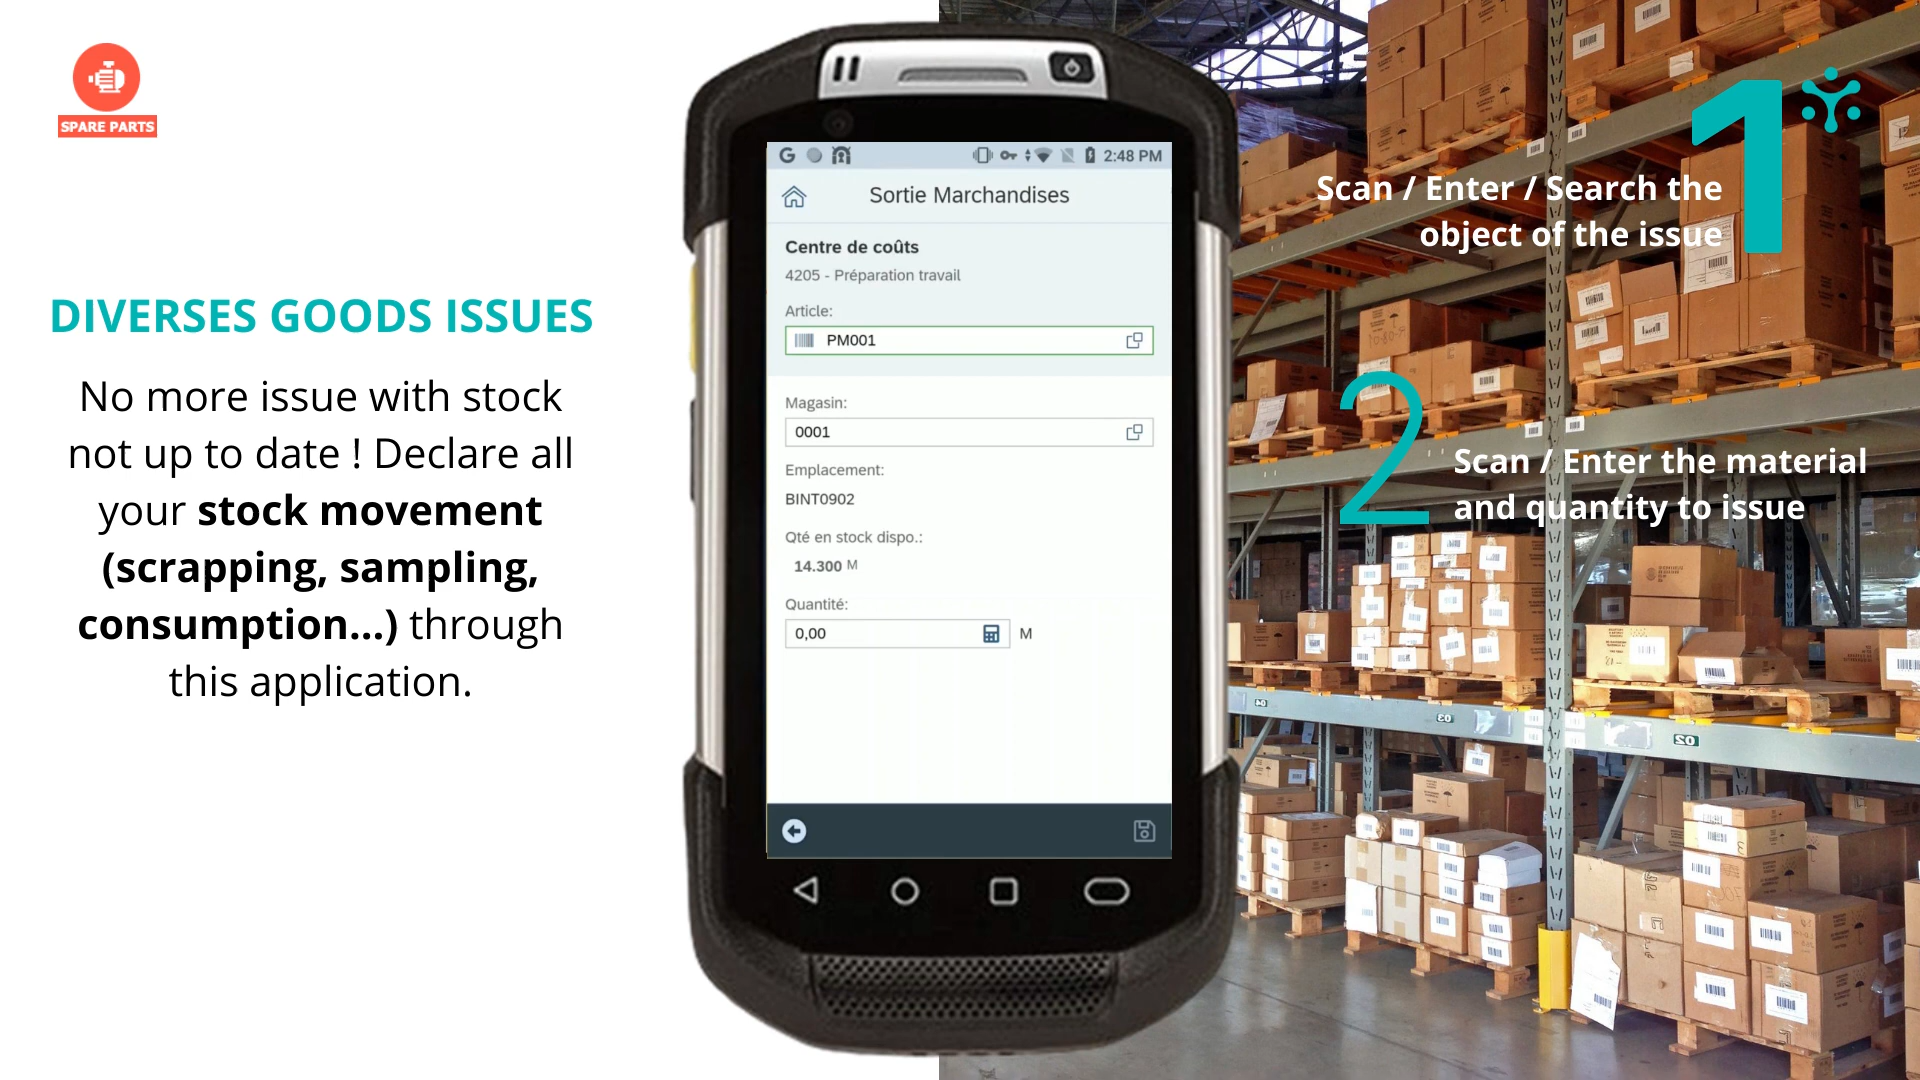 SPARE PARTS
DIVERSES GOODS ISSUES
No more issue with stock
not up to date ! Declare all
your stock movement
(scrapping, sampling,
consumption...) through
this application.
2:48 PM
Sortie Marchandises
Centre de coûts
4205 - Préparation travail
Article:
PM001
Magasin:
0001
Emplacement:
BINT0902
Qté en stock dispo.:
14.300 M
Quantité:
0,00 M
1
Scan / Enter / Search the
object of the issue
2
Scan / Enter the material
and quantity to issue